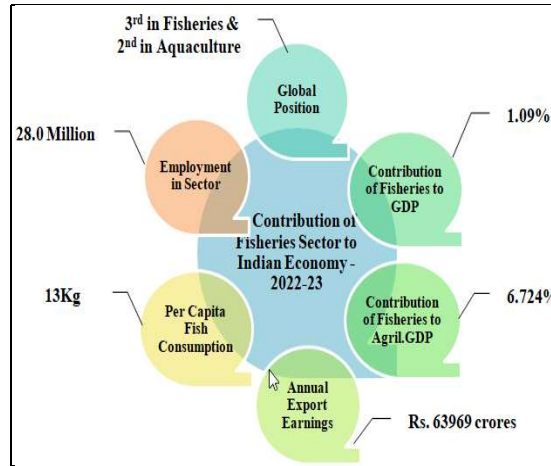 3rd in Fisheries &
2nd in Aquaculture
Global
Position
1.09%
Contribution
of Fisheries to
GDP
28.0 Million
Employment
in Sector
Contribution of
Fisheries Sector to
Indian Economy -
2022-23
13Kg
Per Capita
Fish
Consumption
6.724%
Contribution
of Fisheries to
Agril.GDP
Annual
Export
Earnings
Rs. 63969 crores